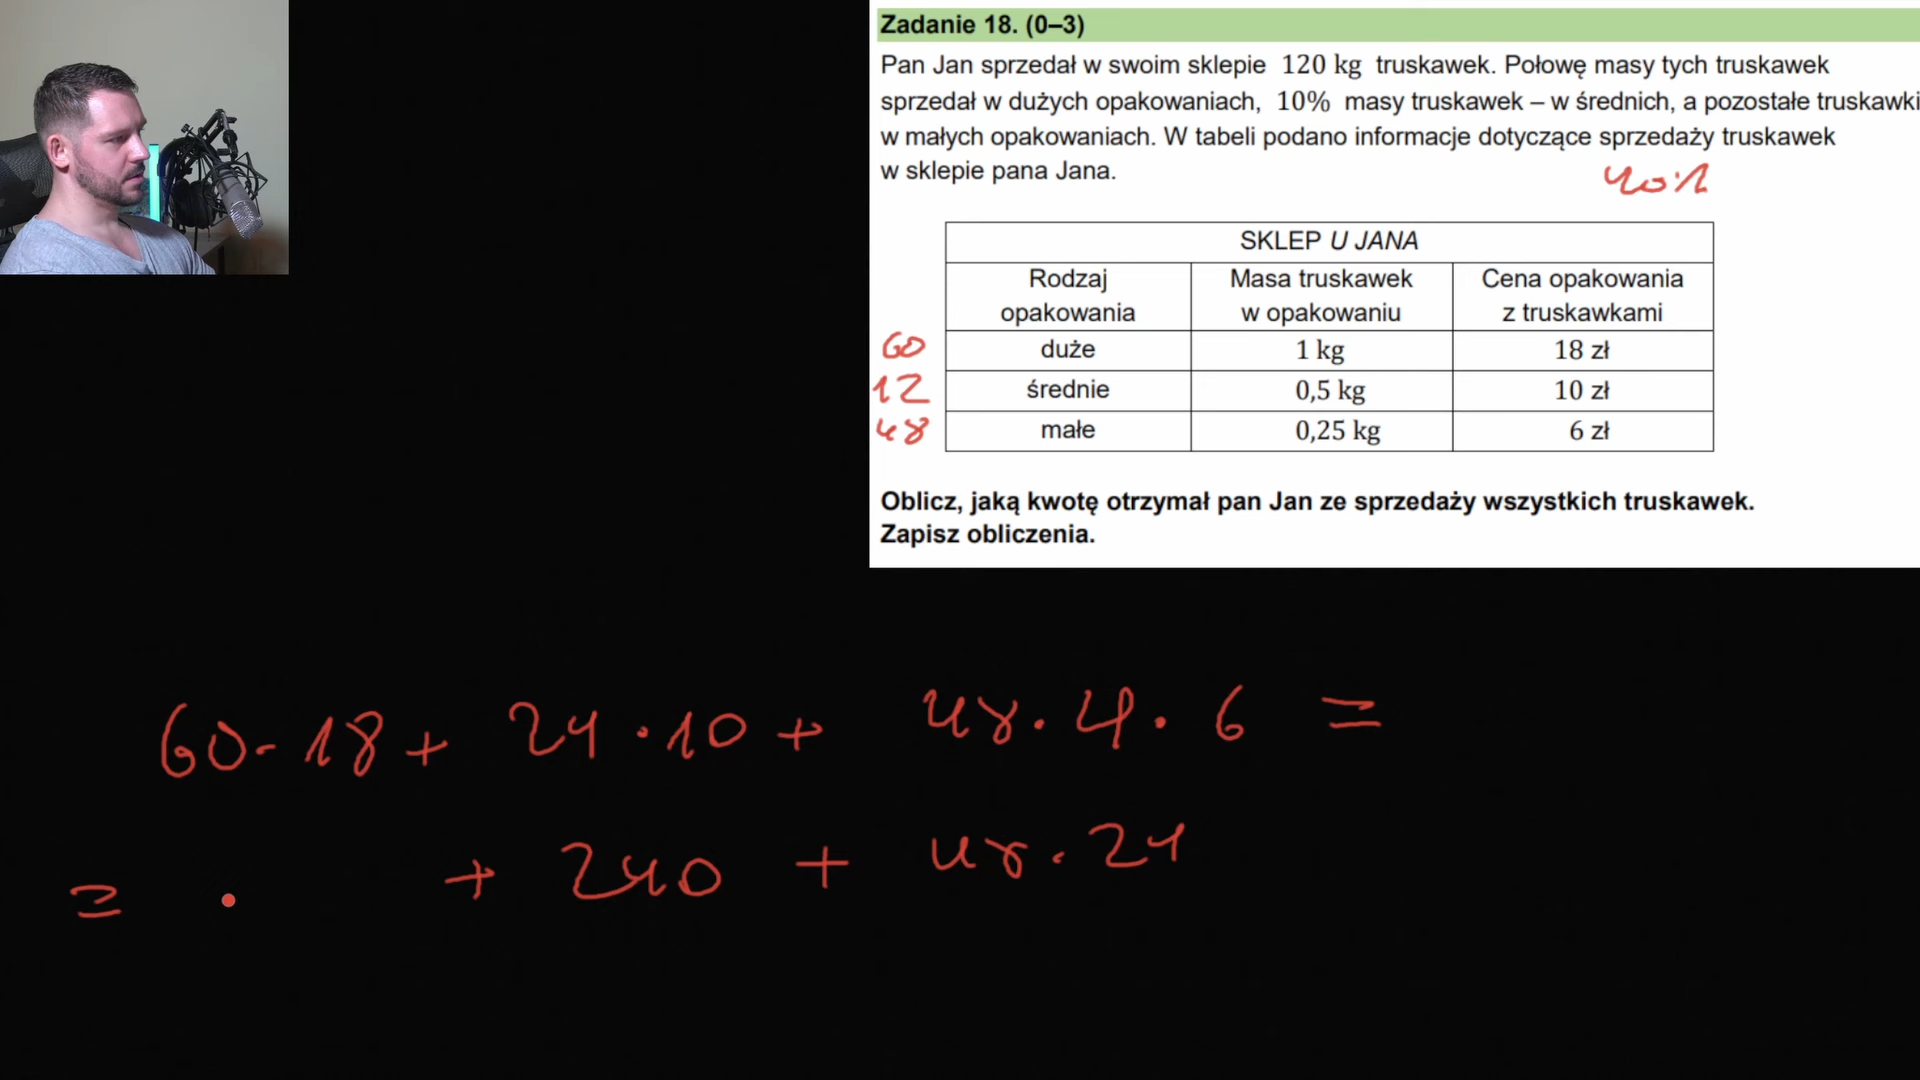 Zadanie 18. (0–3)
Pan Jan sprzedał w swoim sklepie 120 kg truskawek. Połowę masy tych truskawek
sprzedał w dużych opakowaniach, 10% masy truskawek – w średnich, a pozostałe truskawki
w małych opakowaniach. W tabeli podano informacje dotyczące sprzedaży truskawek
w sklepie pana Jana.
40%
SKLEP U JANA
Rodzaj opakowania Masa truskawek w opakowaniu Cena opakowania z truskawkami
60 duże 1 kg 18 zł
12 średnie 0,5 kg 10 zł
48 małe 0,25 kg 6 zł
Oblicz, jaką kwotę otrzymał pan Jan ze sprzedaży wszystkich truskawek.
Zapisz obliczenia.
60 · 18 + 24 · 10 + 48 · 4 · 6 =
= + 240 + 48 · 24